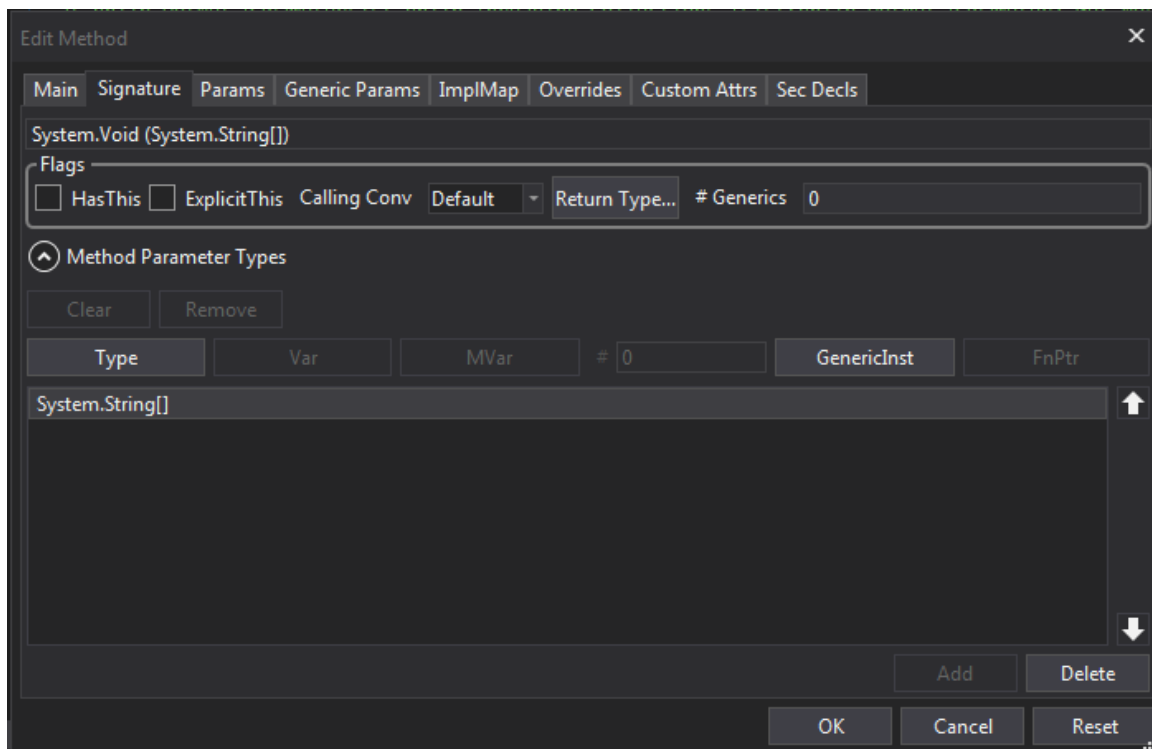 Edit Method
Main Signature Params Generic Params ImplMap Overrides Custom Attrs Sec Decls
System.Void (System.String[])
Flags
HasThis ExplicitThis Calling Conv Default Return Type... # Generics 0
Method Parameter Types
Clear Remove
Type Var MVar # 0 GenericInst FnPtr
System.String[]
Add Delete
OK Cancel Reset